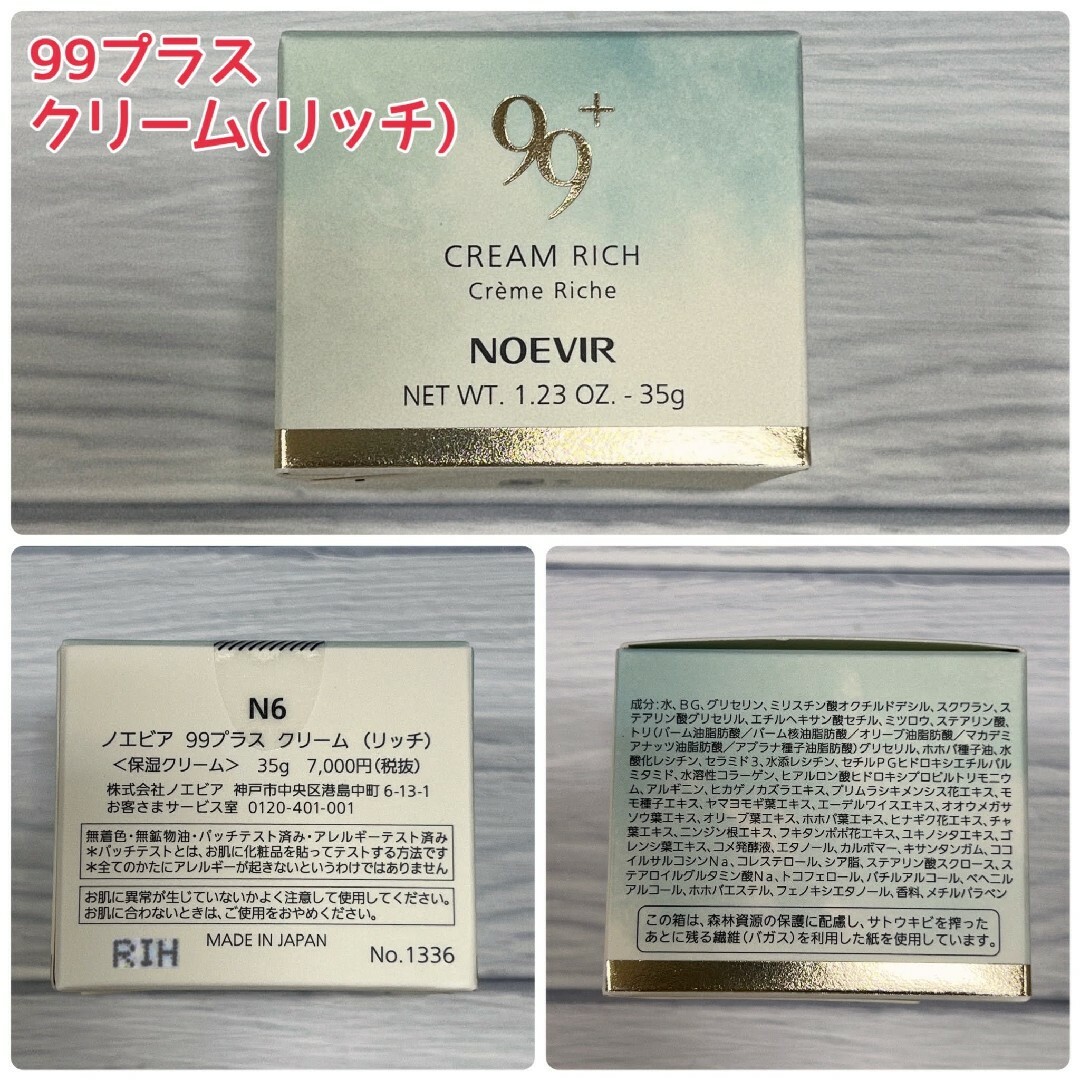 99プラス
クリーム(リッチ)
99+
CREAM RICH
Crème Riche
NOEVIR
NET WT. 1.23 OZ. - 35g
N6
ノエビア 99プラス クリーム (リッチ)
<保湿クリーム> 35g 7,000円(税抜)
株式会社ノエビア 神戸市中央区港島中町 6-13-1
お客さまサービス室 0120-401-001
無着色・無鉱物油・パッチテスト済み・アレルギーテスト済み
*パッチテストとは、お肌に化粧品を貼ってテストする方法です
*全てのかたにアレルギーが起きないというわけではありません
お肌に異常が生じていないかよく注意して使用してください。
お肌に合わないときは、ご使用をおやめください。
RIH MADE IN JAPAN No.1336
成分:水、BG、グリセリン、ミリスチン酸オクチルドデシル、スクワラン、ス
テアリン酸グリセリル、エチルヘキサン酸セチル、ミツロウ、ステアリン酸、
トリ(パーム油脂肪酸/パーム核油脂肪酸/オリーブ油脂肪酸/マカデミ
アナッツ油脂肪酸/アブラナ種子油脂肪酸)グリセリル、ホホバ種子油、水
酸化レシチン、セラミド3、水添レシチン、セチルPGヒドロキシエチルパル
ミタミド、水溶性コラーゲン、ヒアルロン酸ヒドロキシプロピルトリモニウ
ム、アルギニン、ヒカゲノカズラエキス、プリムラシキメンシス花エキス、モ
モ種子エキス、ヤマヨモギ葉エキス、エーデルワイスエキス、オオウメガサ
ソウ葉エキス、オリーブ葉エキス、ホホバ葉エキス、ヒナギク花エキス、チャ
葉エキス、ニンジン根エキス、フキタンポポ花エキス、ユキノシタエキス、ゴ
レンシ葉エキス、コメ発酵液、エタノール、カルボマー、キサンタンガム、ココ
イルサルコシンNa、コレステロール、シア脂、ステアリン酸スクロース、ス
テアロイルグルタミン酸Na、トコフェロール、バチルアルコール、ベヘニル
アルコール、ホホバエステル、フェノキシエタノール、香料、メチルパラベン
この箱は、森林資源の保護に配慮し、サトウキビを搾った
あとに残る繊維(バガス)を利用した紙を使用しています。